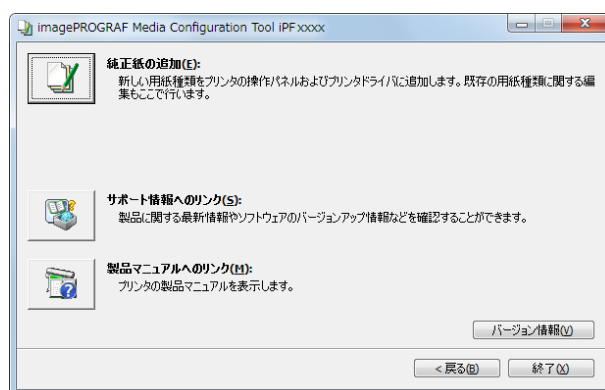 imagePROGRAF Media Configuration Tool iPFxxxx
純正紙の追加(E):
新しい用紙種類をプリンタの操作パネルおよびプリンタドライバに追加します。既存の用紙種類に関する編
集もここで行います。
サポート情報へのリンク(S):
製品に関する最新情報やソフトウェアのバージョンアップ情報などを確認することができます。
製品マニュアルへのリンク(M):
プリンタの製品マニュアルを表示します。
バージョン情報(V)
< 戻る(B)
終了(X)